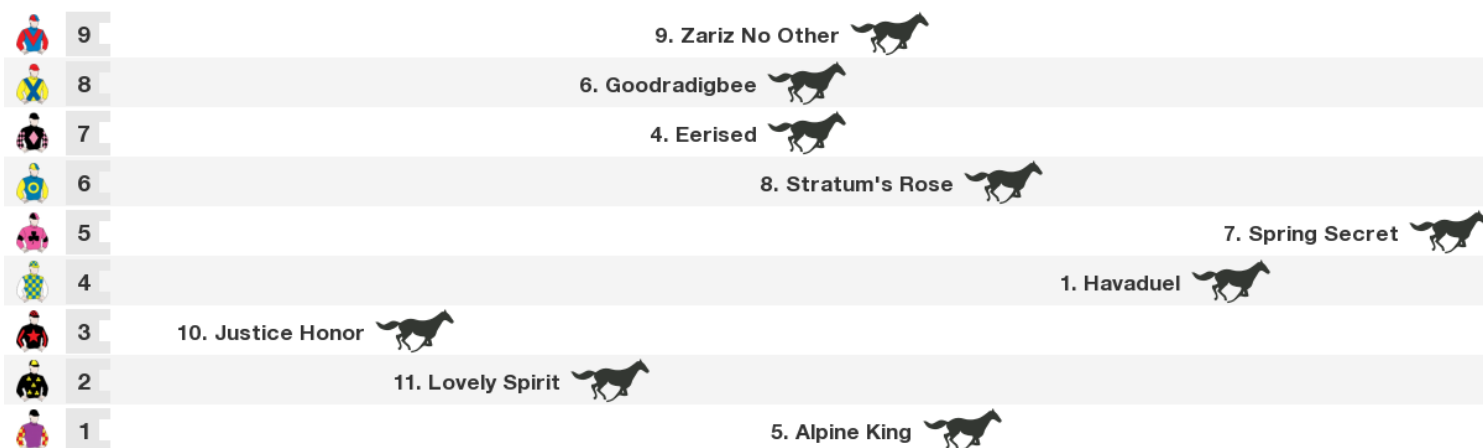 9 9. Zariz No Other
8 6. Goodradigbee
7 4. Eerised
6 8. Stratum's Rose
5 7. Spring Secret
4 1. Havaduel
3 10. Justice Honor
2 11. Lovely Spirit
1 5. Alpine King